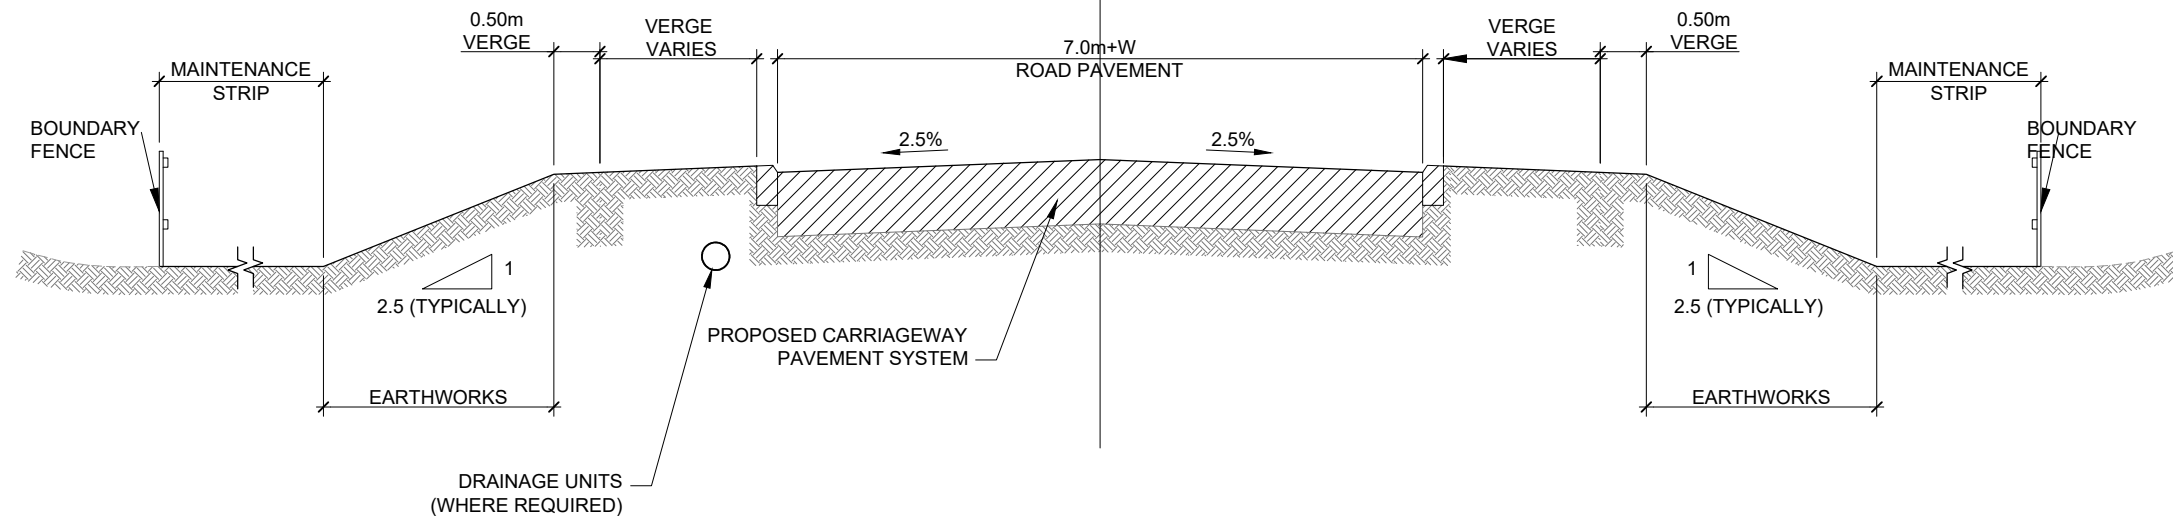 0.50m
VERGE
VERGE
VARIES
7.0m+W
ROAD PAVEMENT
VERGE
VARIES
0.50m
VERGE
MAINTENANCE
STRIP
MAINTENANCE
STRIP
BOUNDARY
FENCE
2.5%
2.5%
BOUNDARY
FENCE
1
2.5 (TYPICALLY)
1
2.5 (TYPICALLY)
PROPOSED CARRIAGEWAY
PAVEMENT SYSTEM
EARTHWORKS
EARTHWORKS
DRAINAGE UNITS
(WHERE REQUIRED)